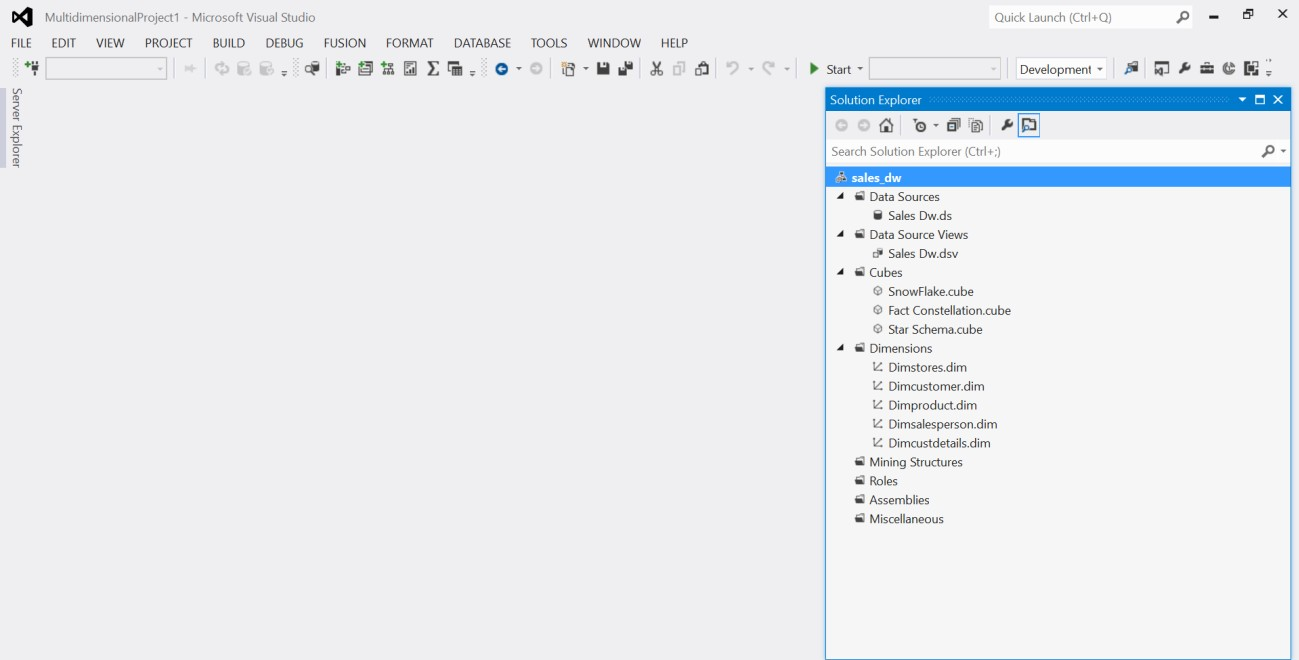 MultidimensionalProject1 - Microsoft Visual Studio
Quick Launch (Ctrl+Q)
FILE EDIT VIEW PROJECT BUILD DEBUG FUSION FORMAT DATABASE TOOLS WINDOW HELP
Start Development
Server Explorer
Solution Explorer
Search Solution Explorer (Ctrl+;)
sales_dw
Data Sources
Sales Dw.ds
Data Source Views
Sales Dw.dsv
Cubes
SnowFlake.cube
Fact Constellation.cube
Star Schema.cube
Dimensions
Dimstores.dim
Dimcustomer.dim
Dimproduct.dim
Dimsalesperson.dim
Dimcustdetails.dim
Mining Structures
Roles
Assemblies
Miscellaneous